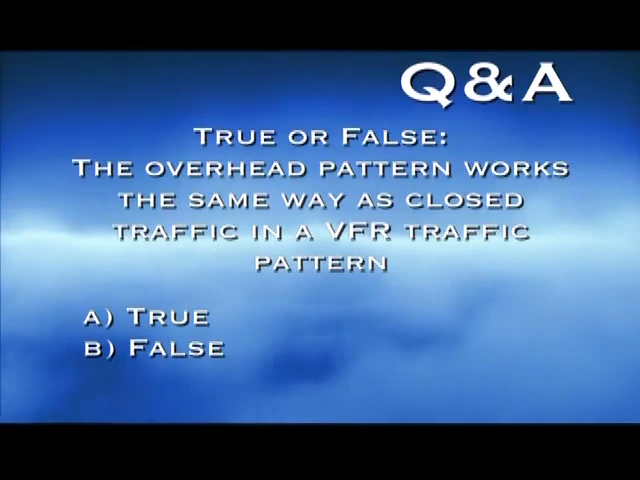 Q&A
True or False:
The overhead pattern works
the same way as closed
traffic in a VFR traffic
pattern
a) True
b) False